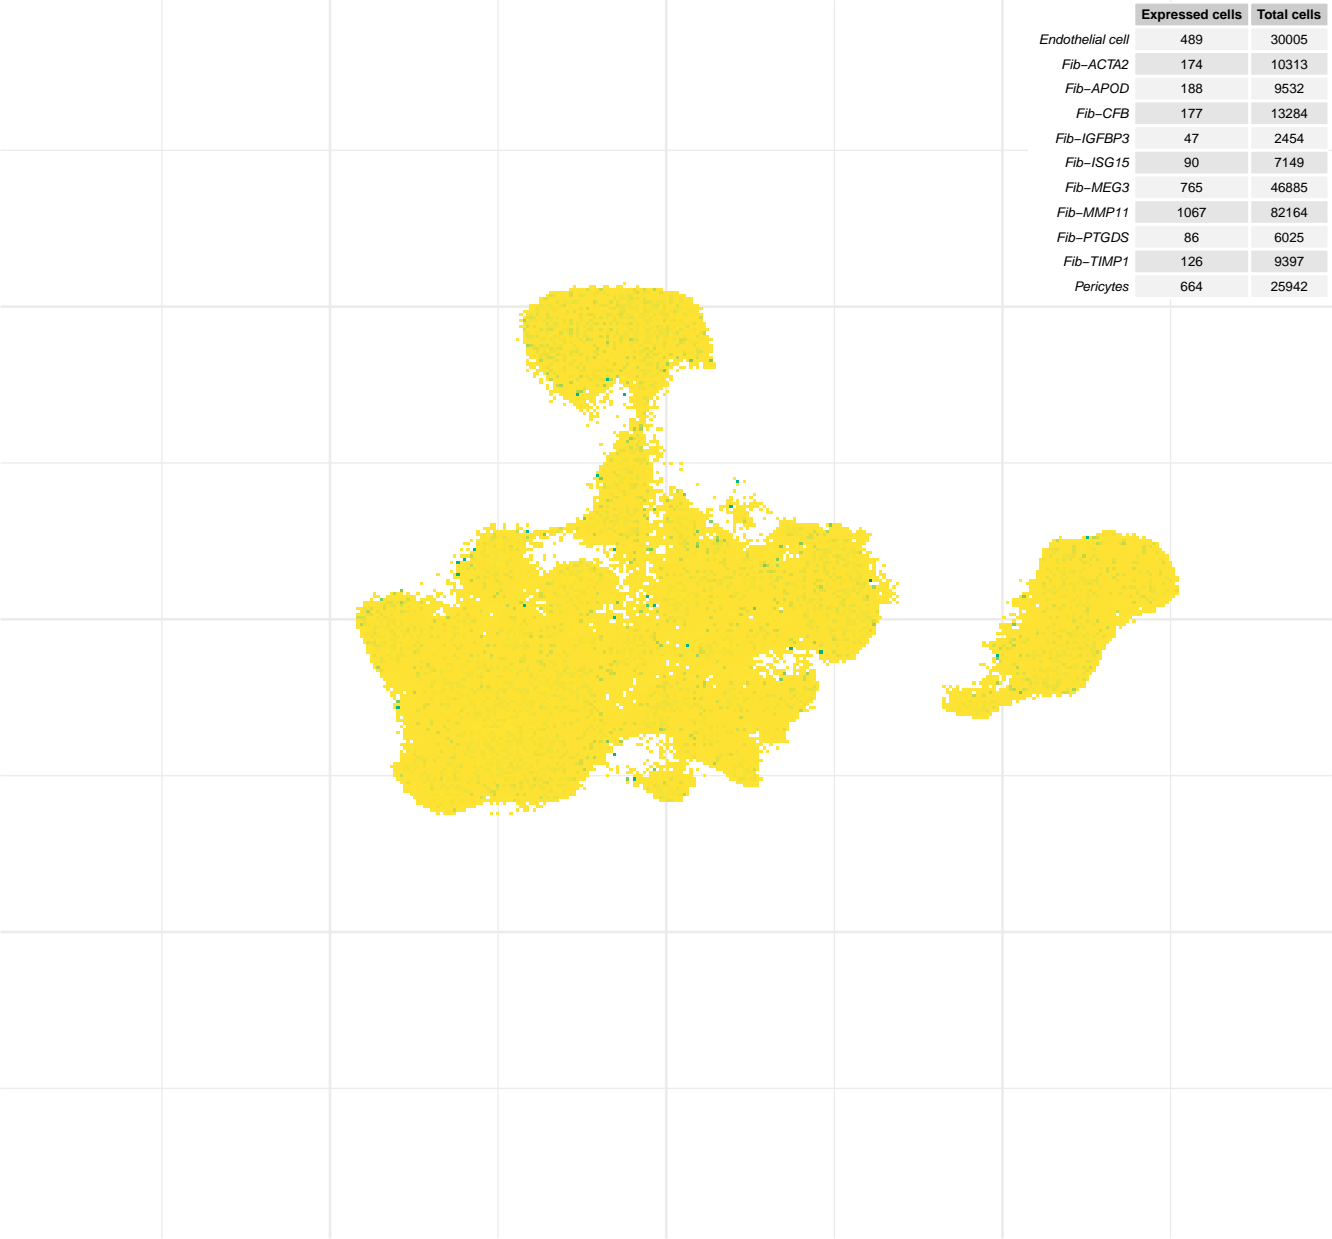 Expressed cells Total cells
Endothelial cell 489 30005
Fib−ACTA2 174 10313
Fib−APOD 188 9532
Fib−CFB 177 13284
Fib−IGFBP3 47 2454
Fib−ISG15 90 7149
Fib−MEG3 765 46885
Fib−MMP11 1067 82164
Fib−PTGDS 86 6025
Fib−TIMP1 126 9397
Pericytes 664 25942